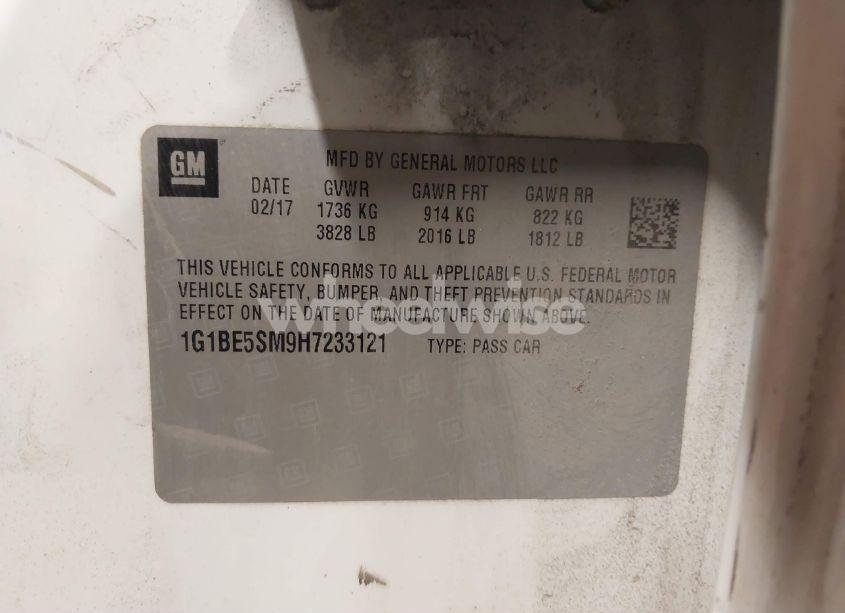 GM
MFD BY GENERAL MOTORS LLC
DATE GVWR GAWR FRT GAWR RR
02/17 1736 KG 914 KG 822 KG
3828 LB 2016 LB 1812 LB
THIS VEHICLE CONFORMS TO ALL APPLICABLE U.S. FEDERAL MOTOR
VEHICLE SAFETY, BUMPER, AND THEFT PREVENTION STANDARDS IN
EFFECT ON THE DATE OF MANUFACTURE SHOWN ABOVE.
wheelwise
1G1BE5SM9H7233121 TYPE: PASS CAR